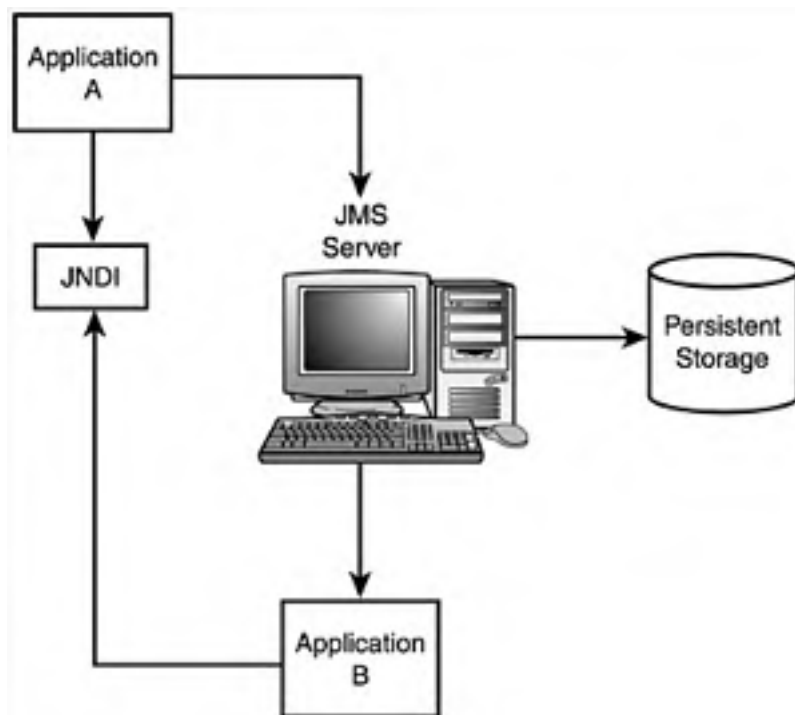 Application
A
JMS
Server
JNDI
Persistent
Storage
Application
B